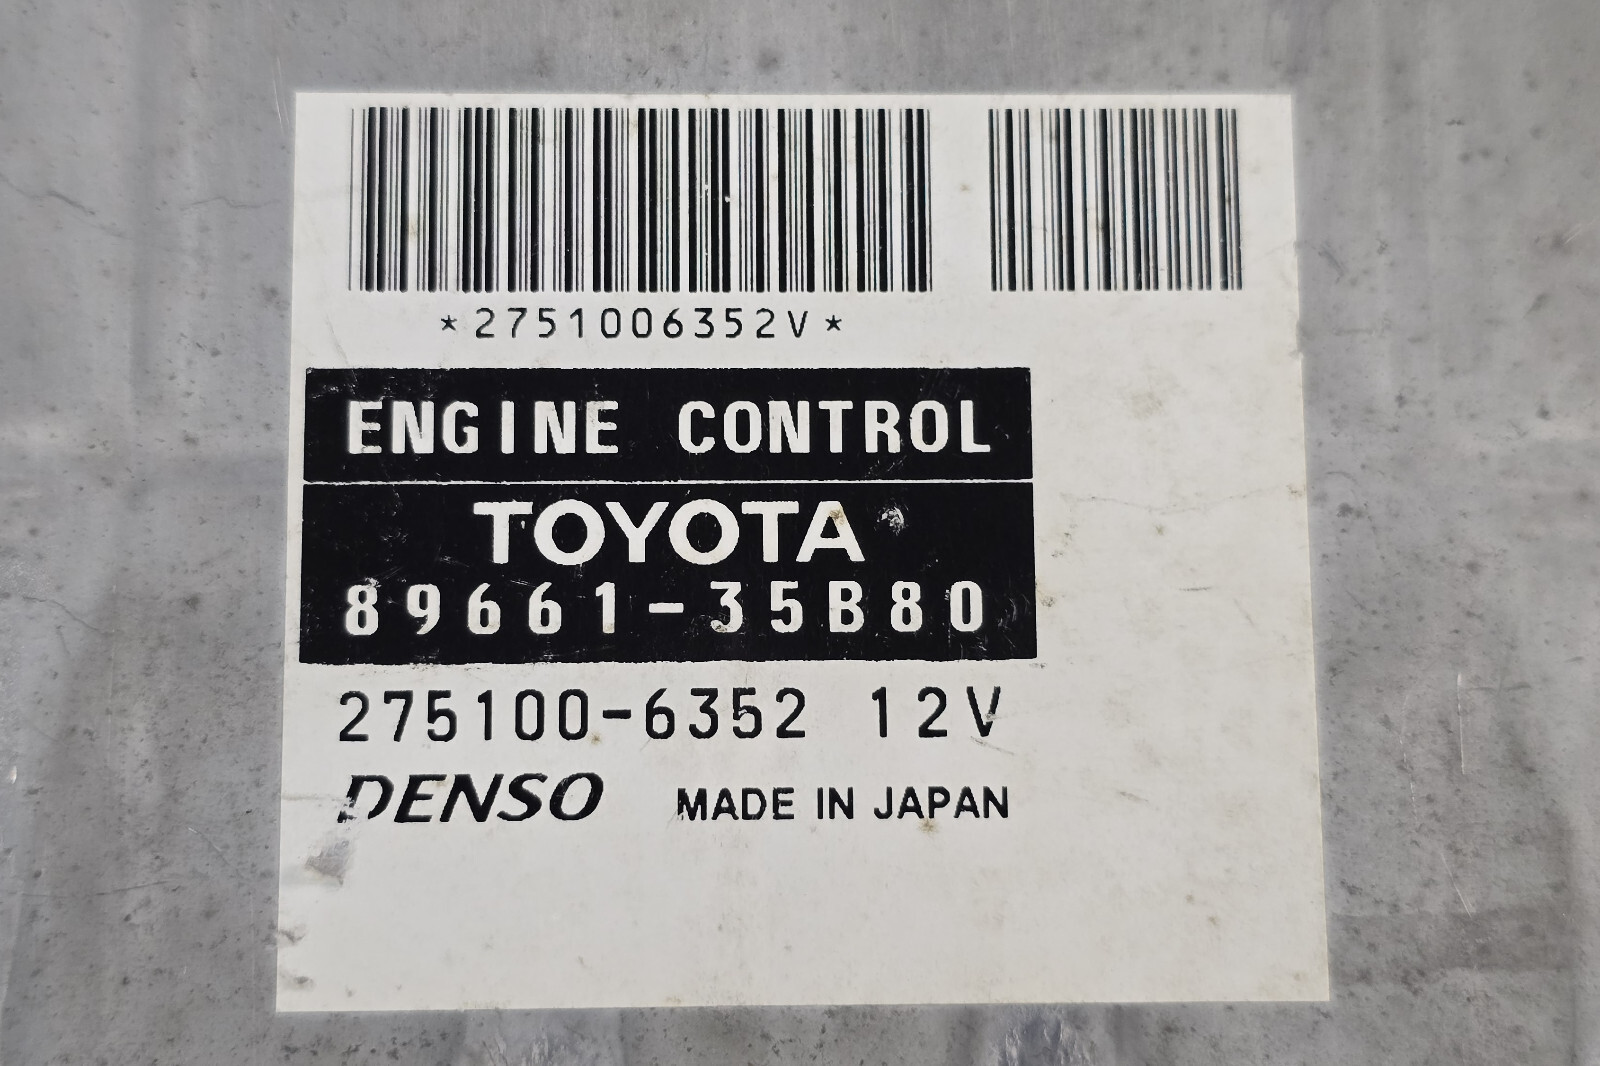 *2751006352V*
ENGINE CONTROL
TOYOTA
89661-35B80
275100-6352 12V
DENSO MADE IN JAPAN